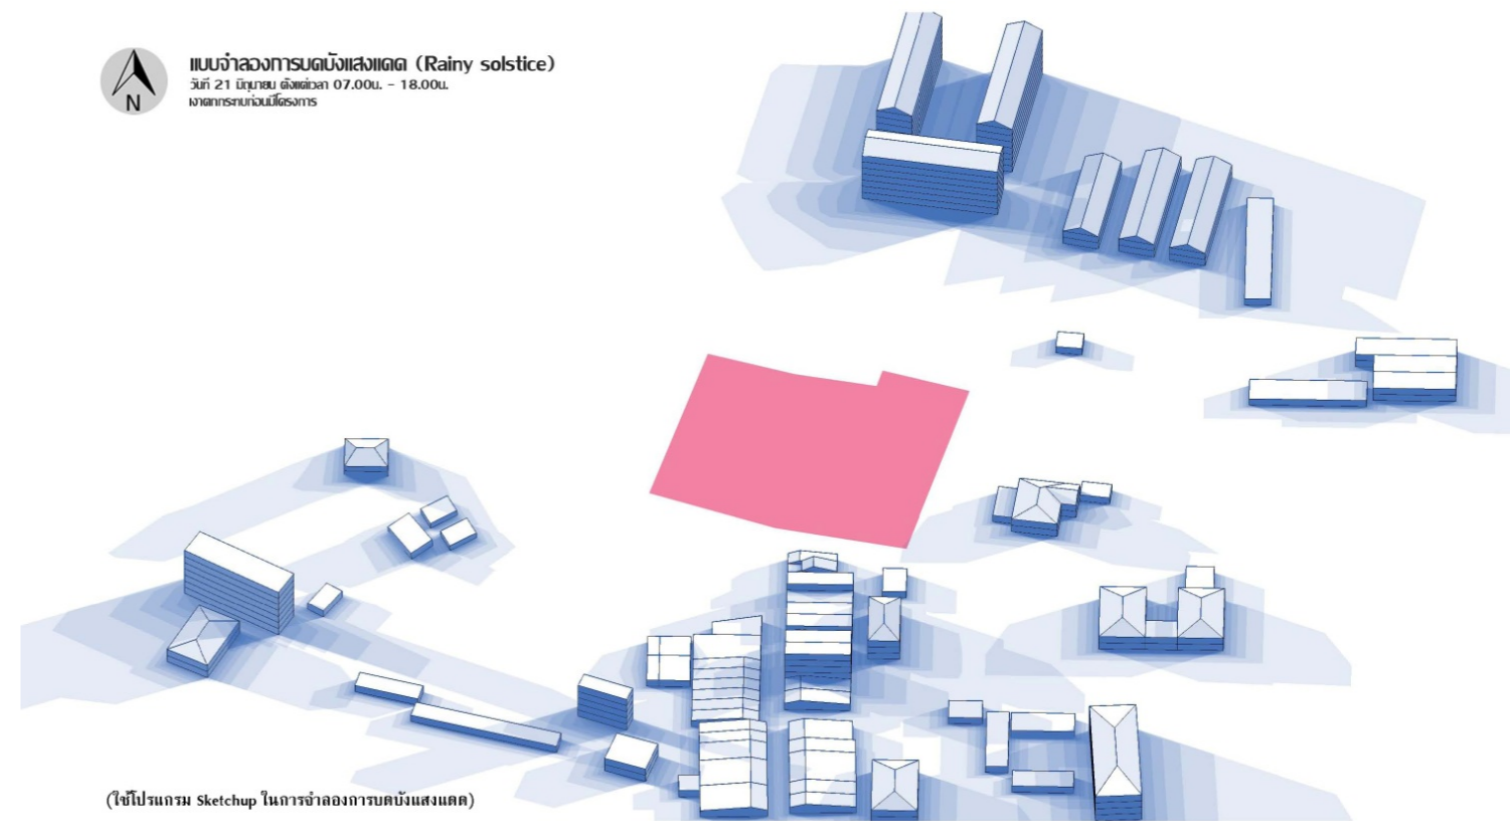 แบบจำลองการบดบังแสงแดด (Rainy solstice)
วันที่ 21 มิถุนายน ตั้งแต่เวลา 07.00น. - 18.00น.
เงาตกกระทบก่อนมีโครงการ
N
(ใช้โปรแกรม Sketchup ในการจำลองการบดบังแสงแดด)